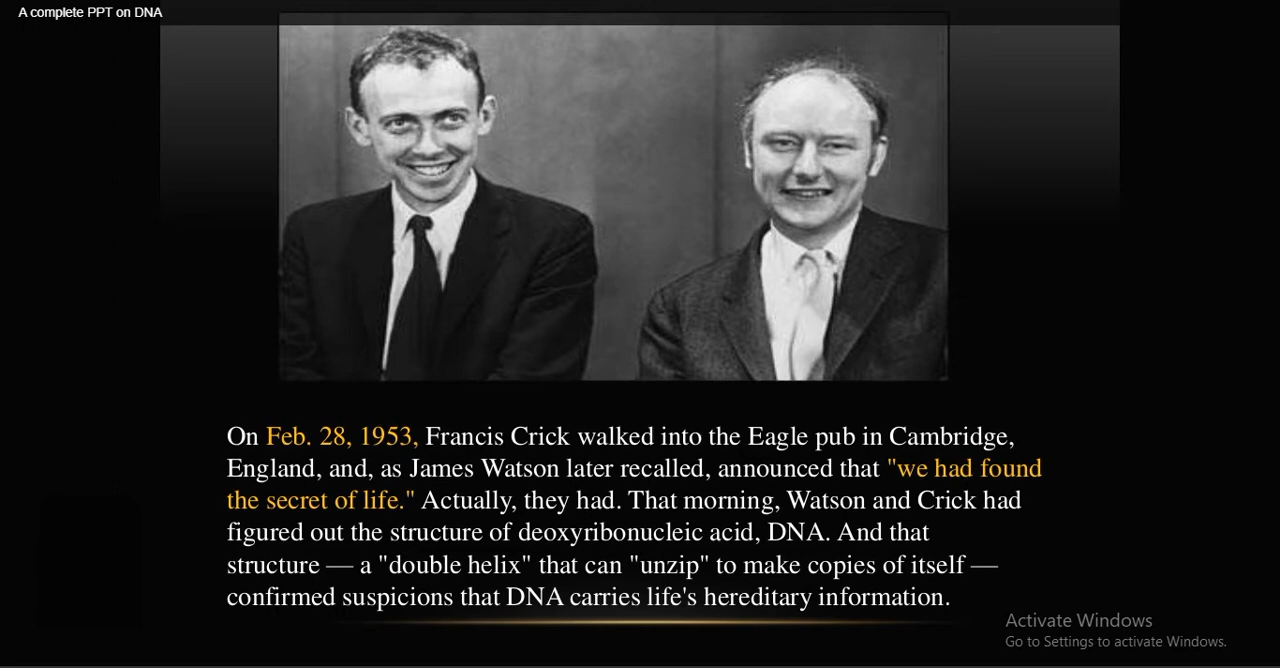 A complete PPT on DNA
On Feb. 28, 1953, Francis Crick walked into the Eagle pub in Cambridge,
England, and, as James Watson later recalled, announced that "we had found
the secret of life." Actually, they had. That morning, Watson and Crick had
figured out the structure of deoxyribonucleic acid, DNA. And that
structure — a "double helix" that can "unzip" to make copies of itself —
confirmed suspicions that DNA carries life's hereditary information.
Activate Windows
Go to Settings to activate Windows.